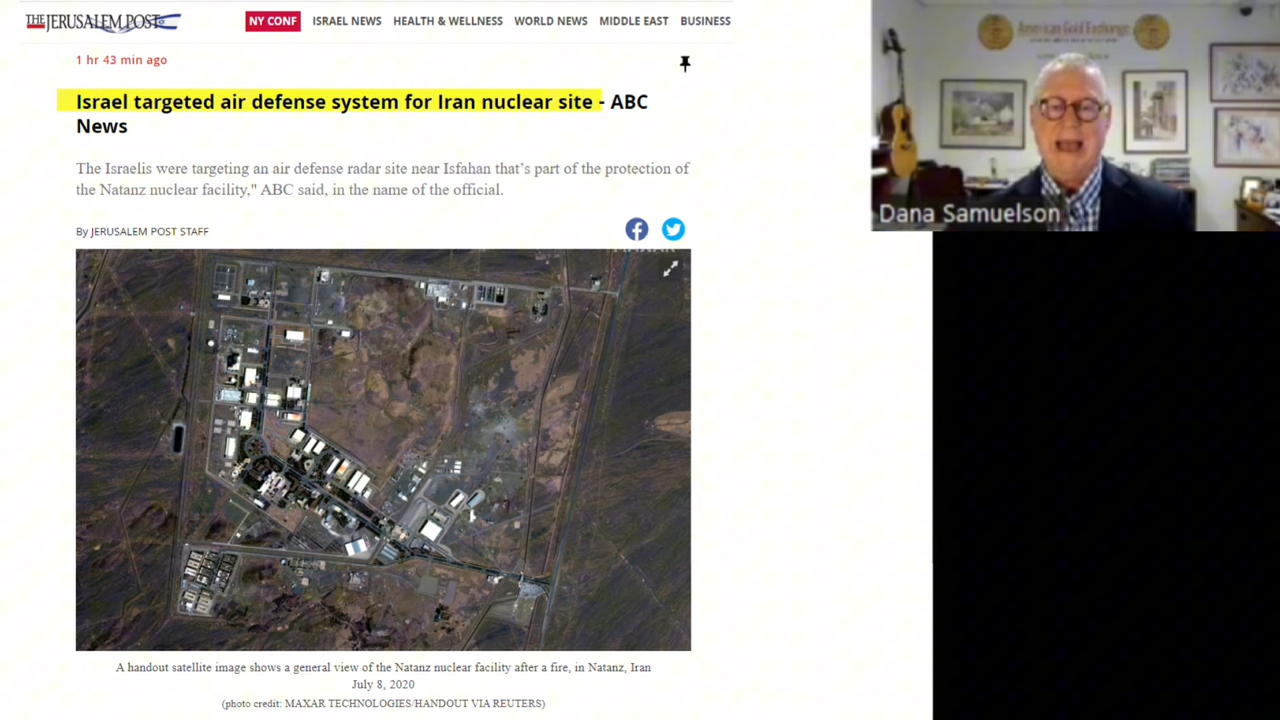 THE JERUSALEM POST
NY CONF ISRAEL NEWS HEALTH & WELLNESS WORLD NEWS MIDDLE EAST BUSINESS
1 hr 43 min ago
Israel targeted air defense system for Iran nuclear site - ABC
News
The Israelis were targeting an air defense radar site near Isfahan that's part of the protection of
the Natanz nuclear facility," ABC said, in the name of the official.
By JERUSALEM POST STAFF
A handout satellite image shows a general view of the Natanz nuclear facility after a fire, in Natanz, Iran
July 8, 2020
(photo credit: MAXAR TECHNOLOGIES/HANDOUT VIA REUTERS)
American Gold Exchange
Dana Samuelson